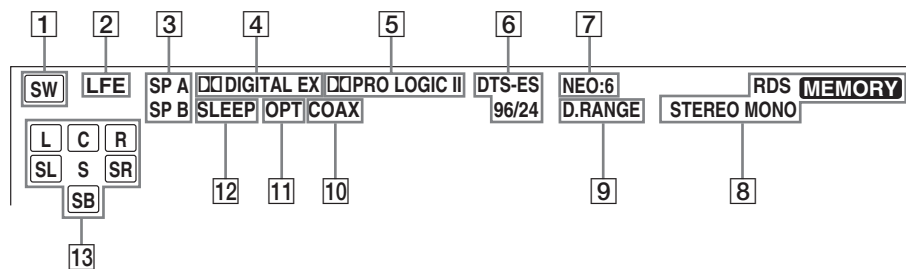 1 2 3 4 5 6 7
SW LFE SP A DIGITAL EX PRO LOGIC II DTS-ES NEO:6 RDS MEMORY
SP B SLEEP OPT COAX 96/24 D.RANGE STEREO MONO
L C R
SL S SR
SB
12 11 10 9 8
13